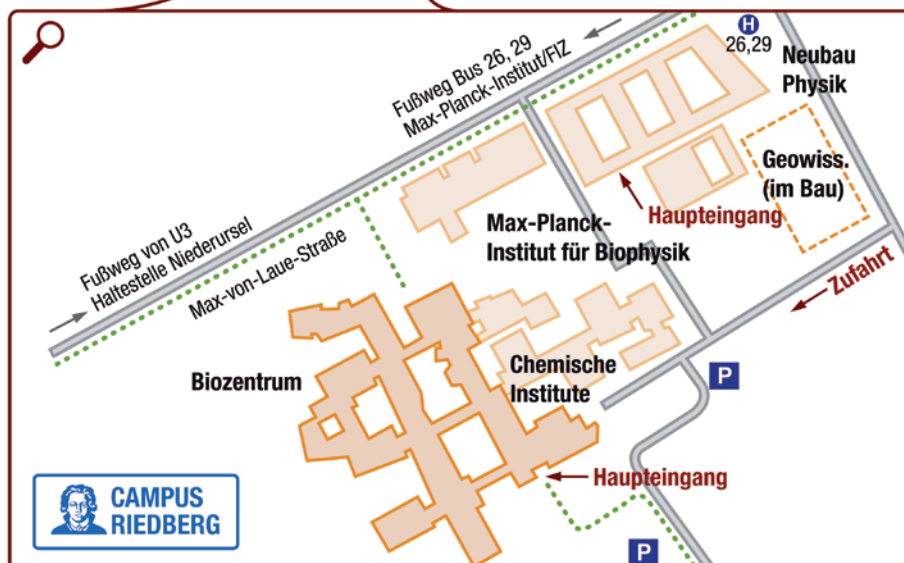 H
26,29
Neubau
Physik
Fußweg Bus 26, 29
Max-Planck-Institut/FIZ
Geowiss.
(im Bau)
Haupteingang
Max-Planck-
Institut für Biophysik
Fußweg von U3
Haltestelle Niederursel
Max-von-Laue-Straße
Zufahrt
Biozentrum
Chemische
Institute
P
Haupteingang
CAMPUS
RIEDBERG
P